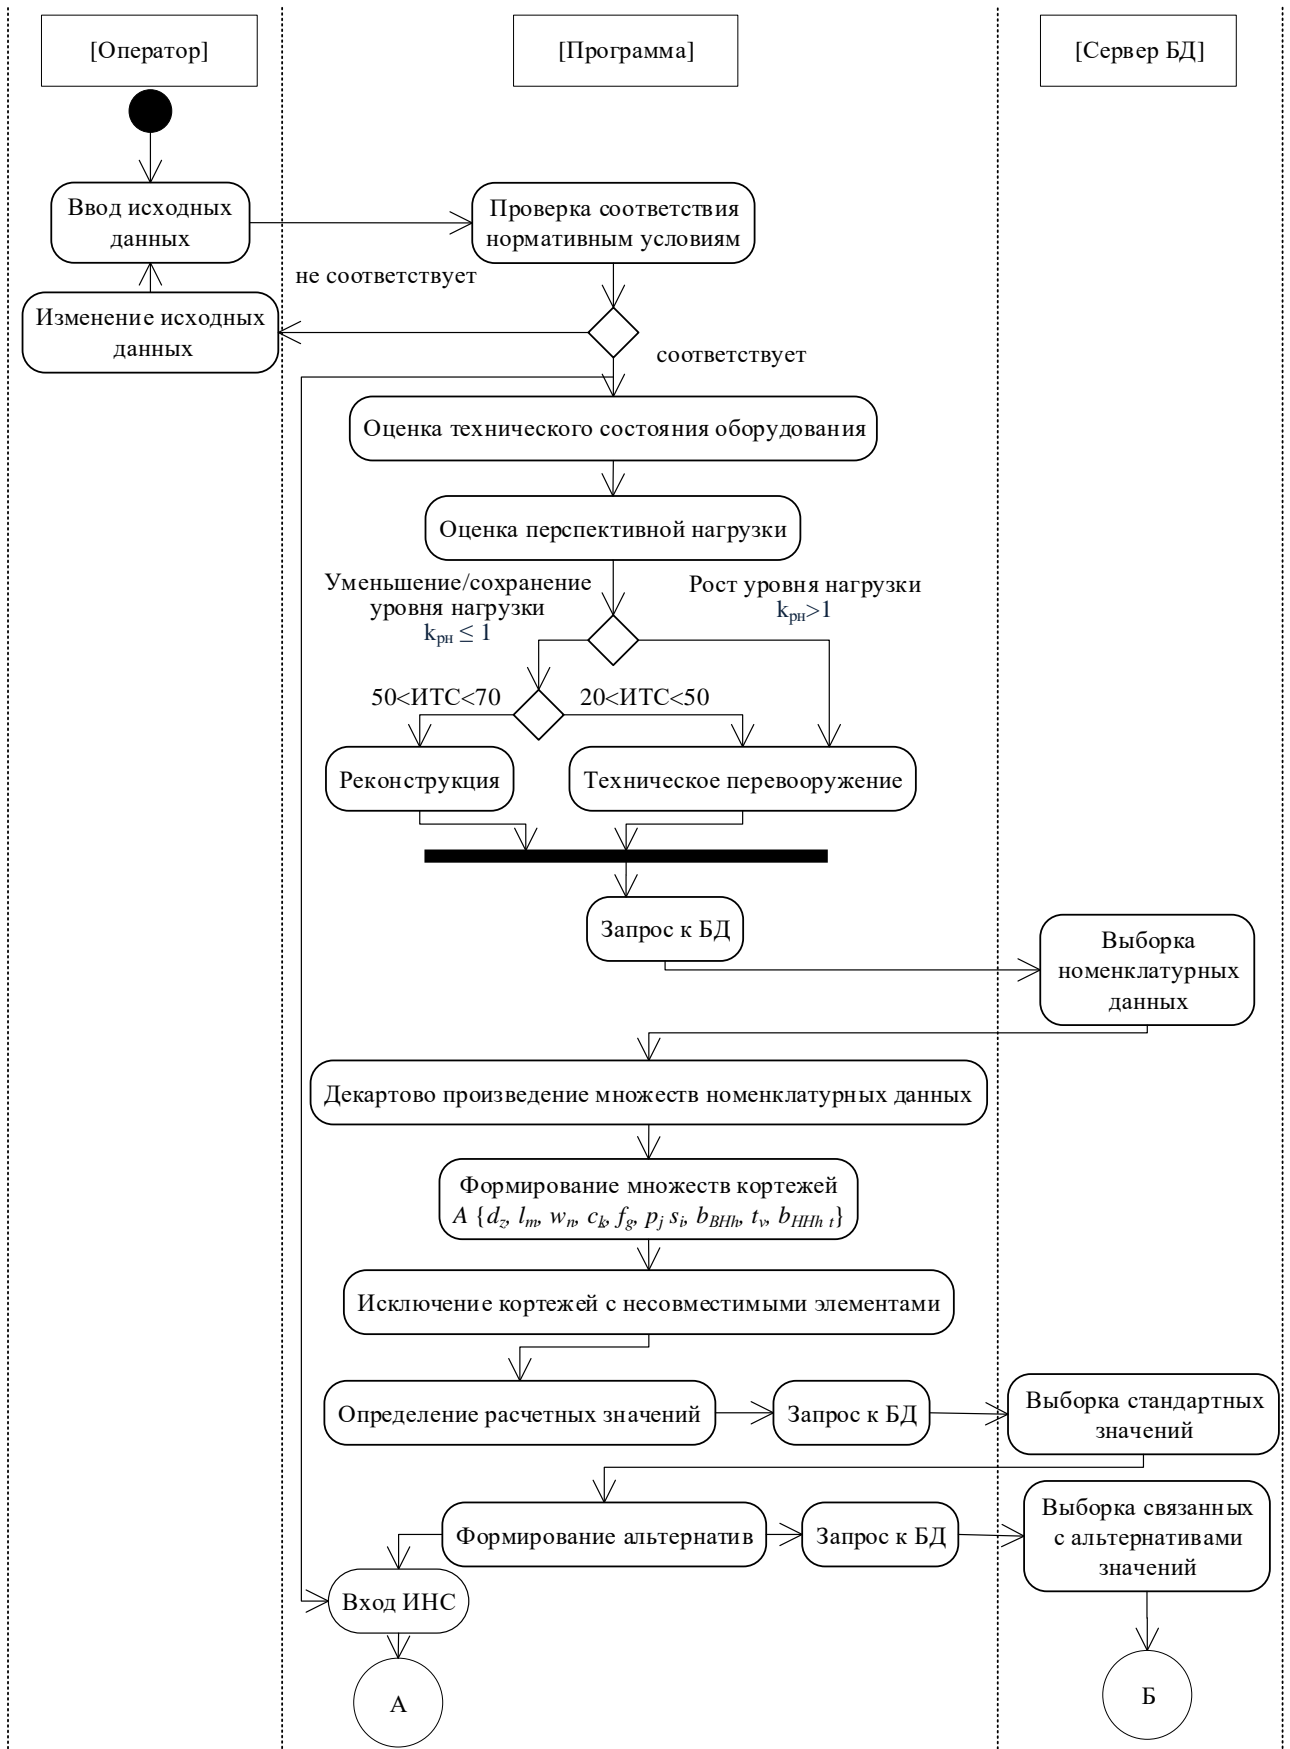 [Оператор]
[Программа]
[Сервер БД]
Ввод исходных
данных
Проверка соответствия
нормативным условиям
не соответствует
Изменение исходных
данных
соответствует
Оценка технического состояния оборудования
Оценка перспективной нагрузки
Уменьшение/сохранение
уровня нагрузки
kрн ≤ 1
Рост уровня нагрузки
kрн>1
50<ИТС<70
20<ИТС<50
Реконструкция
Техническое перевооружение
Запрос к БД
Выборка
номенклатурных
данных
Декартово произведение множеств номенклатурных данных
Формирование множеств кортежей
A {dz, lm, wn, ck, fg, pj si, bBHh, tv, bHHh t}
Исключение кортежей с несовместимыми элементами
Определение расчетных значений
Запрос к БД
Выборка стандартных
значений
Формирование альтернатив
Запрос к БД
Выборка связанных
с альтернативами
значений
Вход ИНС
А
Б